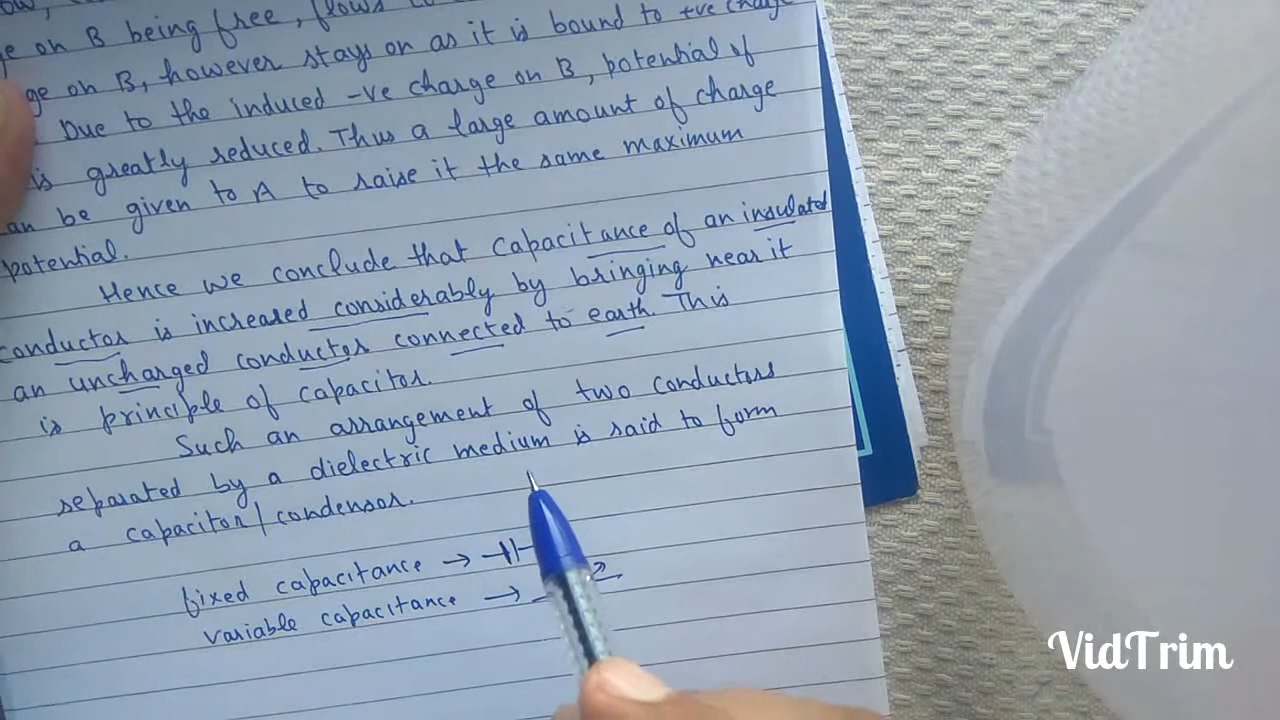 ge on B being free, flows to
ge on B, however stays on as it is bound to +ve charge
Due to the induced -ve charge on B, potential of
is greatly reduced. Thus a large amount of charge
an be given to A to raise it the same maximum
potential.
Hence we conclude that capacitance of an insulated
conductor is increased considerably by bringing near it
an uncharged conductor connected to earth. This
is principle of capacitor.
Such an arrangement of two conductors
separated by a dielectric medium is said to form
a capacitor/condensor.
fixed capacitance →
variable capacitance →
VidTrim